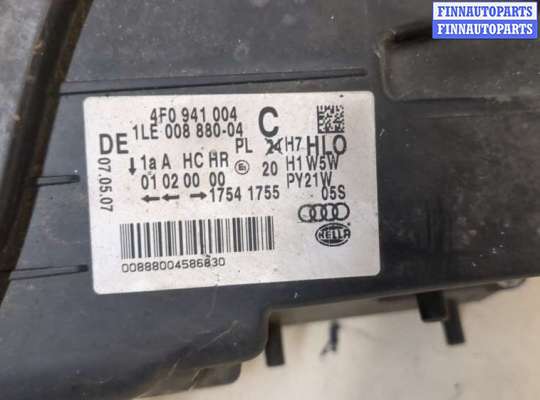 FINNAUTOPARTS
FINNAUTOPARTS
4F0 941 004 C
1LE 008 880-04
DE PL H7 HLO
07.05.07
↓1a A HC HR E1 20 H1 W5W
01 02 00 00 PY21W
←← → 1754 1755 05S
HELLA
00888004586830